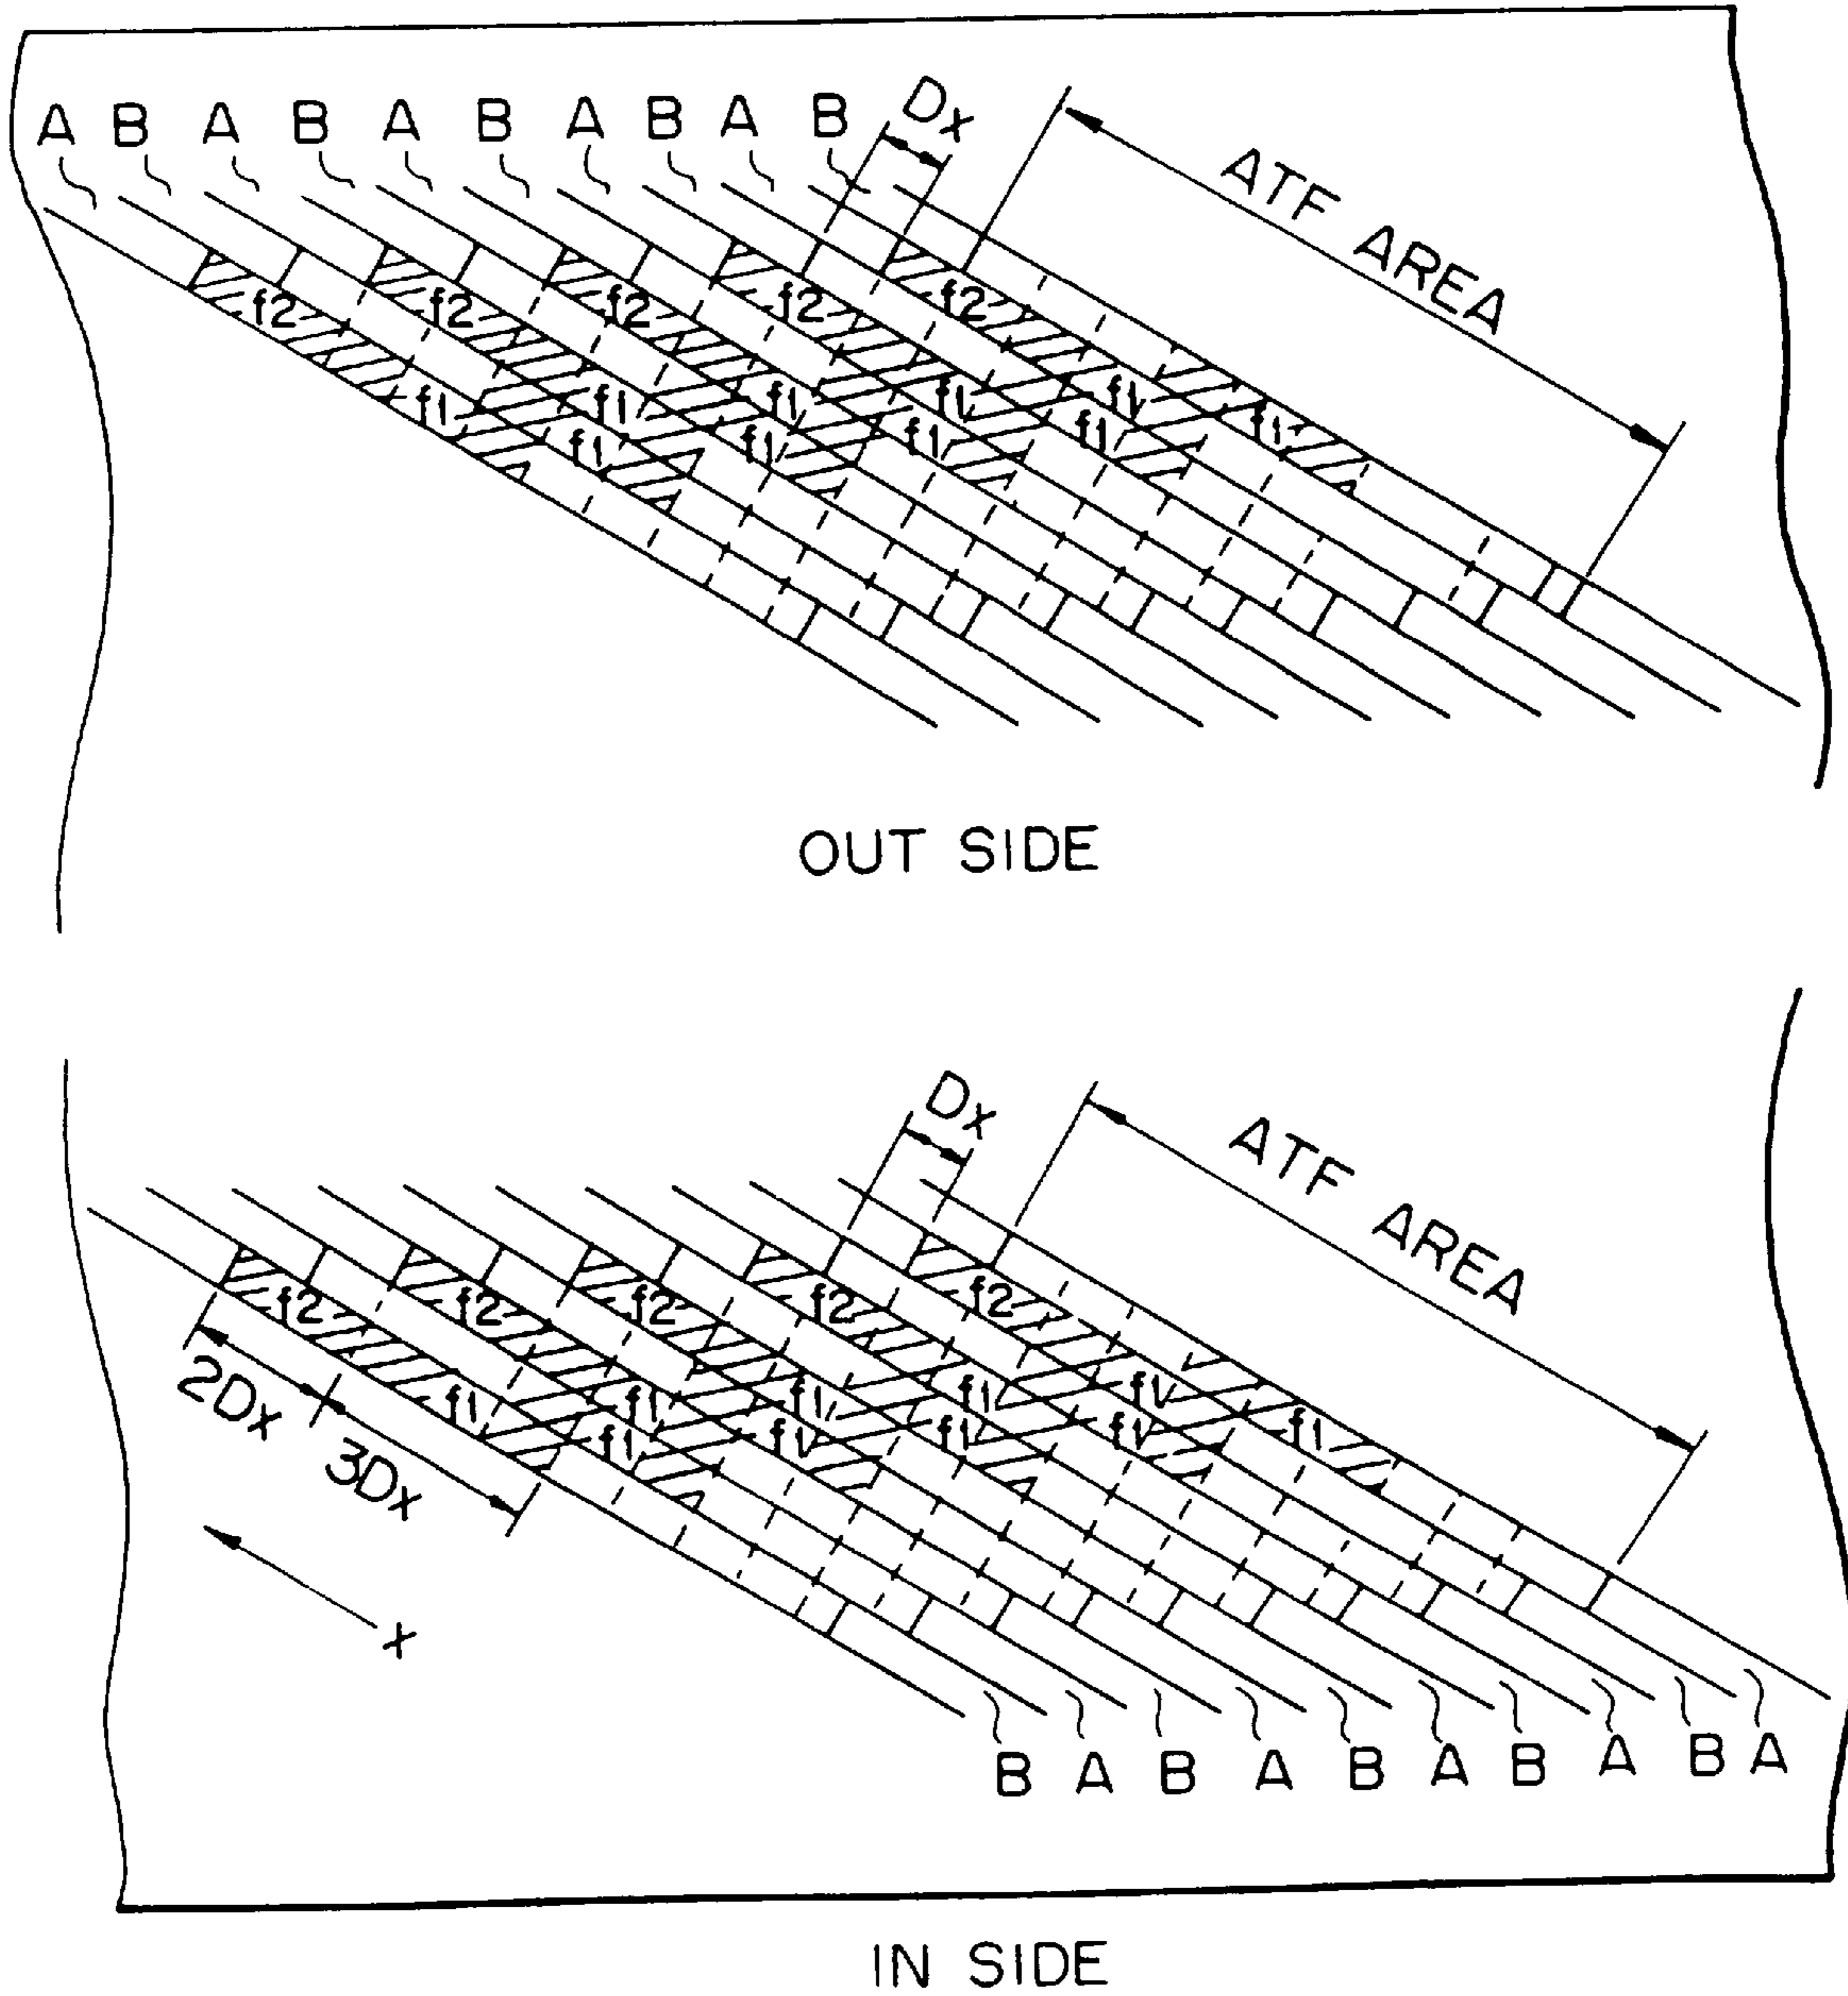 A B A B A B A B A B
Dx
ATF AREA
f2 f2 f2 f2 f2
f1 f1 f1 f1 f1 f1
f1 f1 f1 f1
OUT SIDE
Dx
ATF AREA
f2 f2 f2 f2 f2
f1 f1 f1 f1 f1 f1
f1 f1 f1 f1
2Dx
3Dx
x
B A B A B A B A B A
IN SIDE